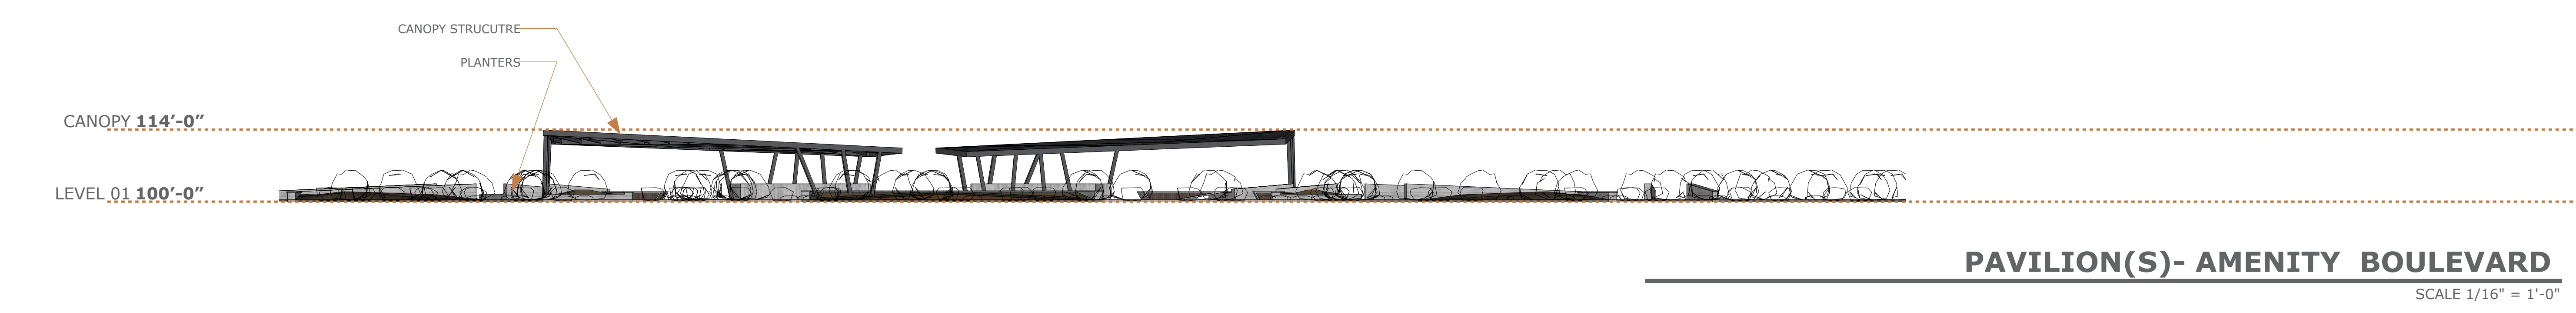 CANOPY STRUCUTRE
PLANTERS
CANOPY 114’-0”
LEVEL 01 100’-0”
PAVILION(S)- AMENITY BOULEVARD
SCALE 1/16" = 1'-0"